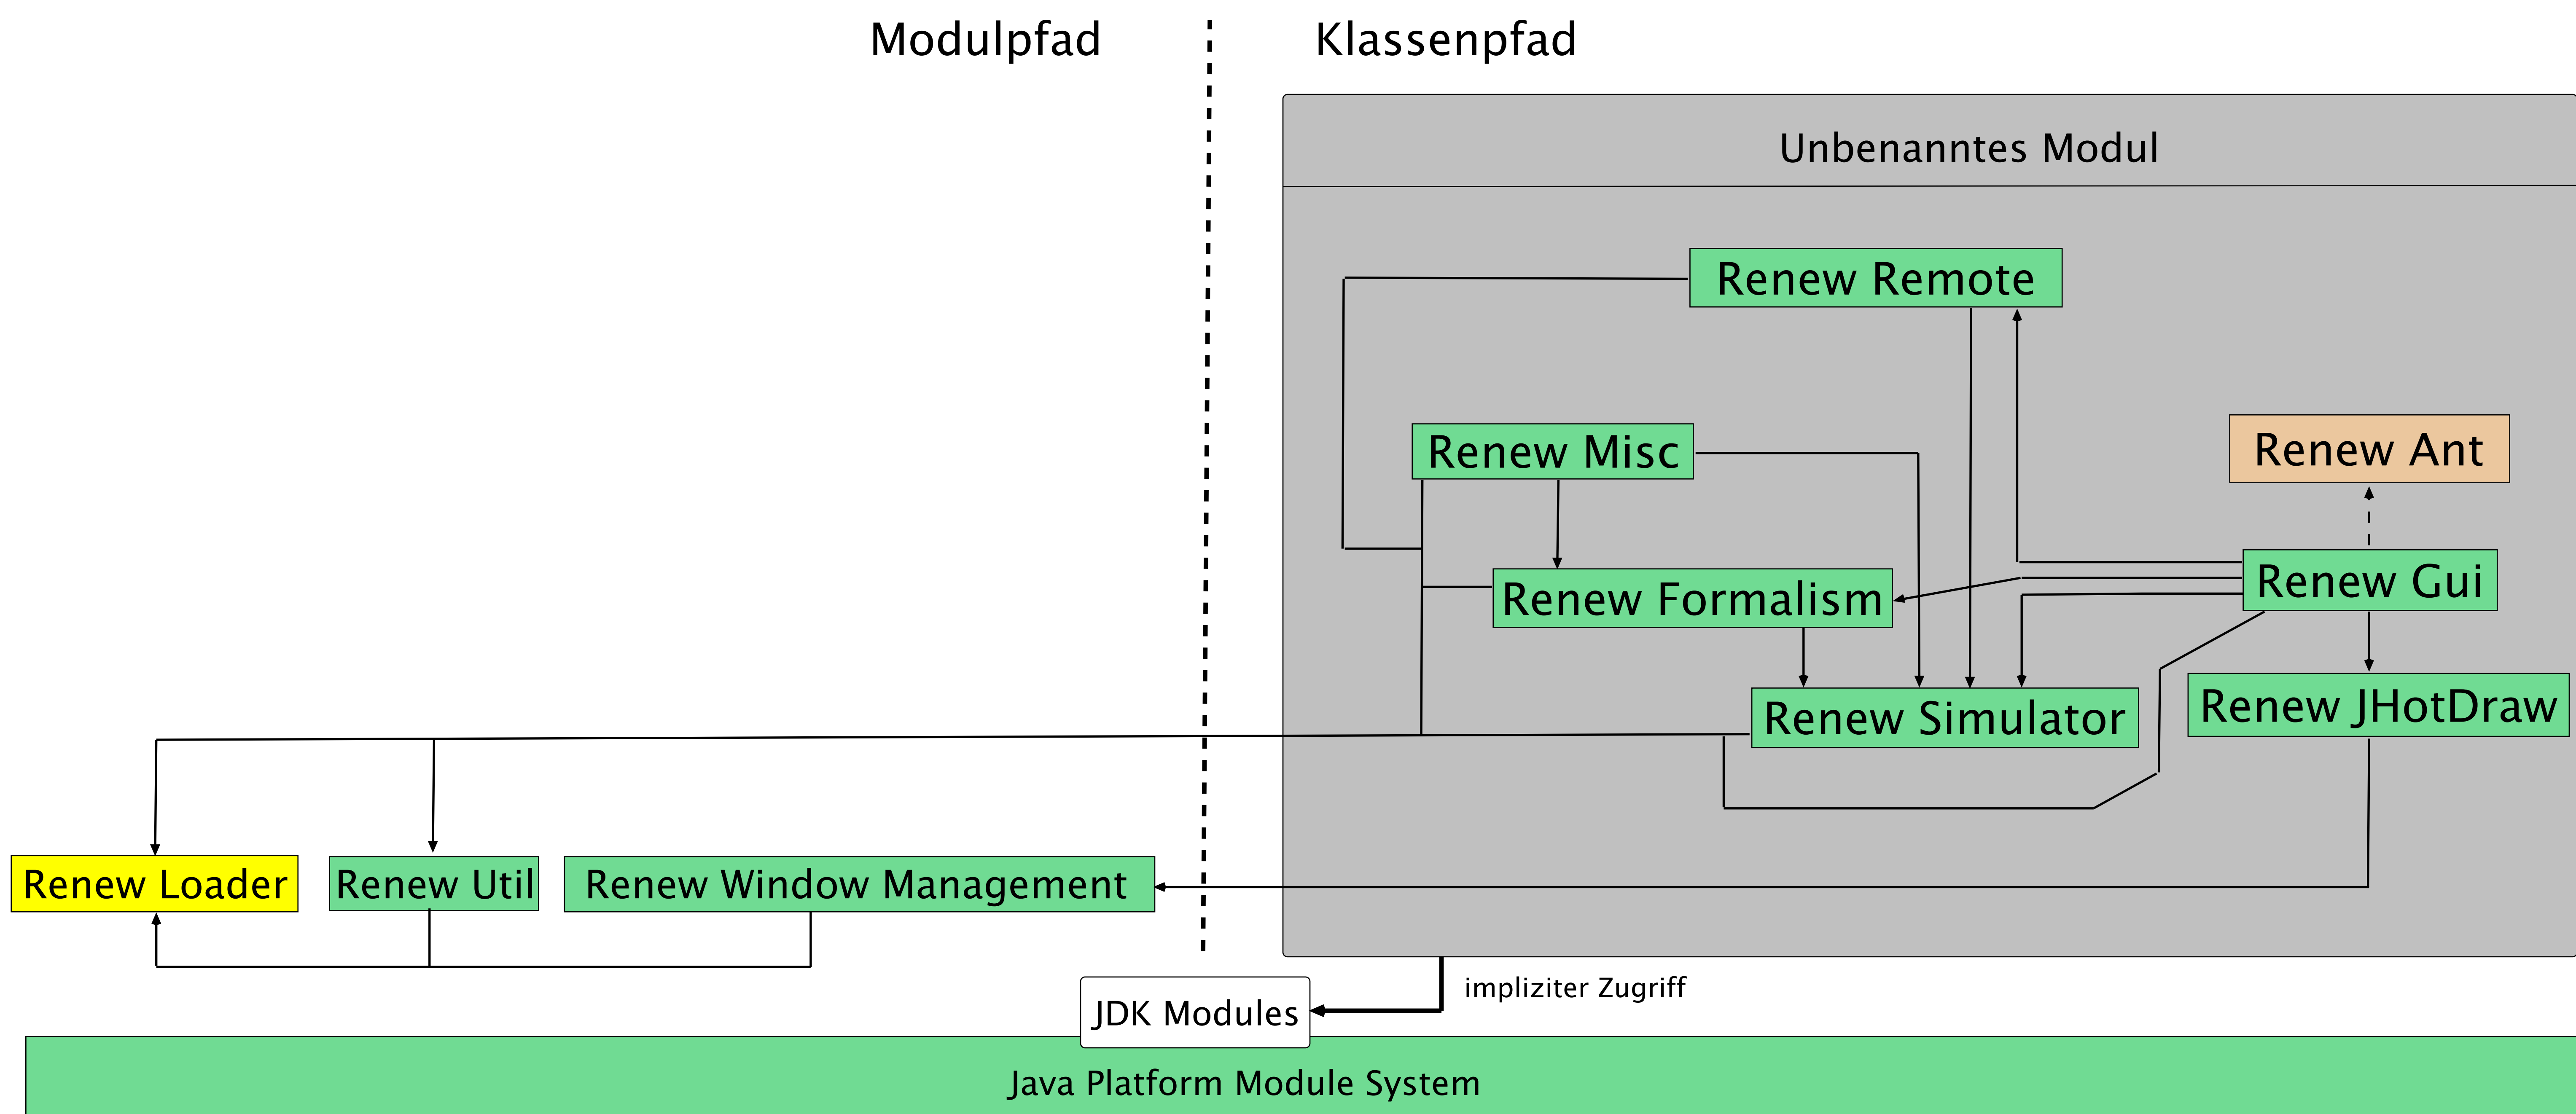 Modulpfad
Klassenpfad
Unbenanntes Modul
Renew Remote
Renew Misc
Renew Ant
Renew Formalism
Renew Gui
Renew Simulator
Renew JHotDraw
Renew Loader
Renew Util
Renew Window Management
impliziter Zugriff
JDK Modules
Java Platform Module System